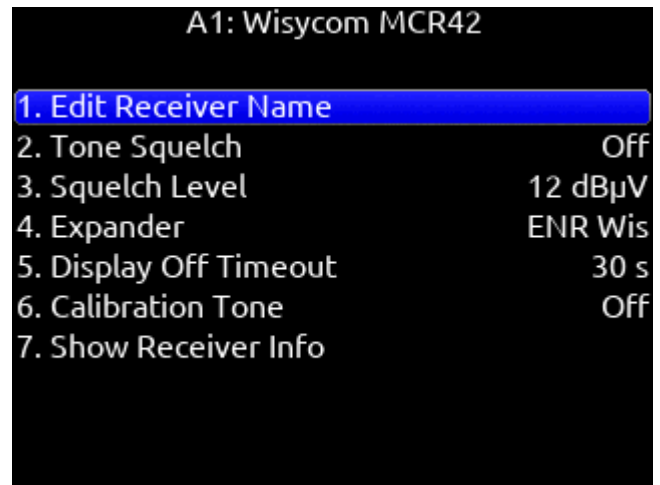 A1: Wisycom MCR42
1. Edit Receiver Name
2. Tone Squelch Off
3. Squelch Level 12 dBµV
4. Expander ENR Wis
5. Display Off Timeout 30 s
6. Calibration Tone Off
7. Show Receiver Info